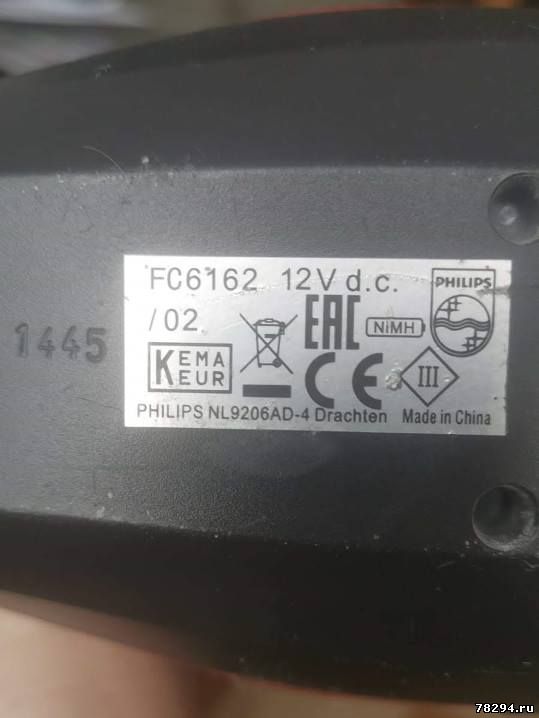 FC6162 12V d.c.
/02
EAC
NiMH
PHILIPS
1445
KEMA
KEUR
CE
III
PHILIPS NL9206AD-4 Drachten Made in China
78294.ru